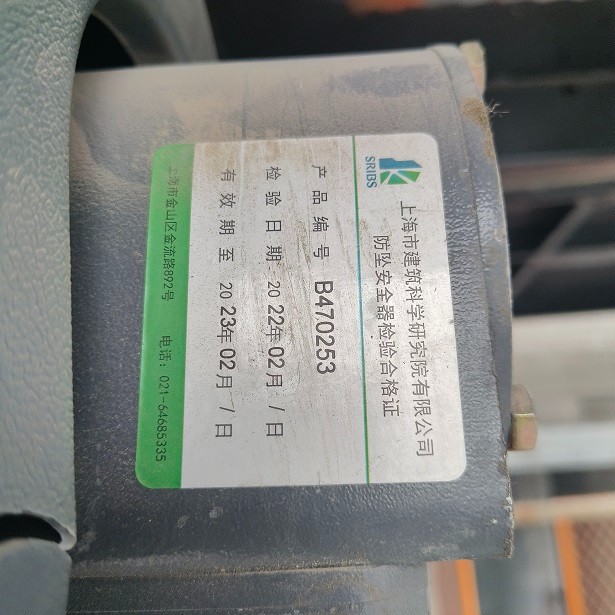 SRIBS
上海市建筑科学研究院有限公司
防坠安全器检验合格证
产品编号 B470253
检验日期 2022年02月/日
有效期至 2023年02月/日
上海市金山区金流路892号 电话：021-64685335